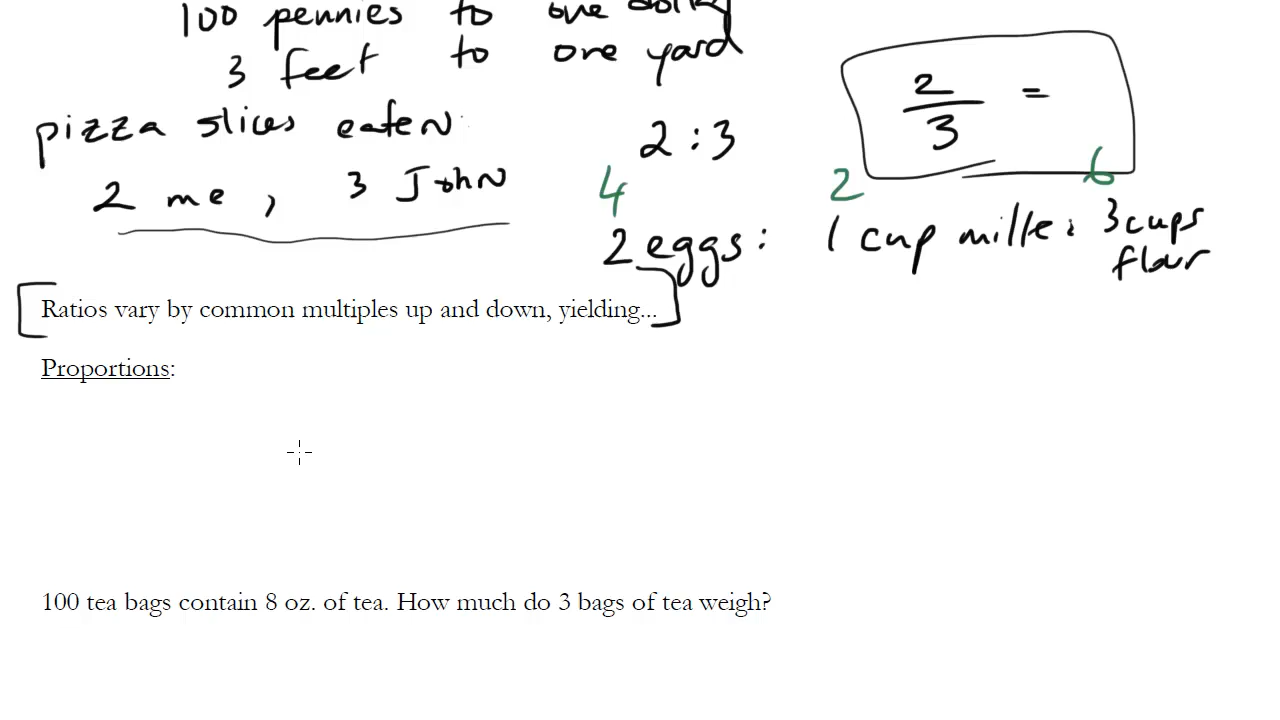 100 pennies to one dollar
3 feet to one yard
pizza slices eaten
2 me, 3 John
2:3
2/3 =
4 2 6
2 eggs: 1 cup milk: 3 cups flour
Ratios vary by common multiples up and down, yielding...
Proportions:
100 tea bags contain 8 oz. of tea. How much do 3 bags of tea weigh?